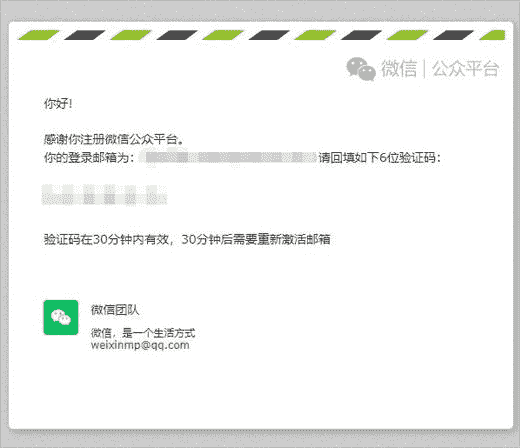 微信 | 公众平台
你好!
感谢你注册微信公众平台。
你的登录邮箱为: 请回填如下6位验证码:
验证码在30分钟内有效，30分钟后需要重新激活邮箱
微信团队
微信，是一个生活方式
weixinmp@qq.com